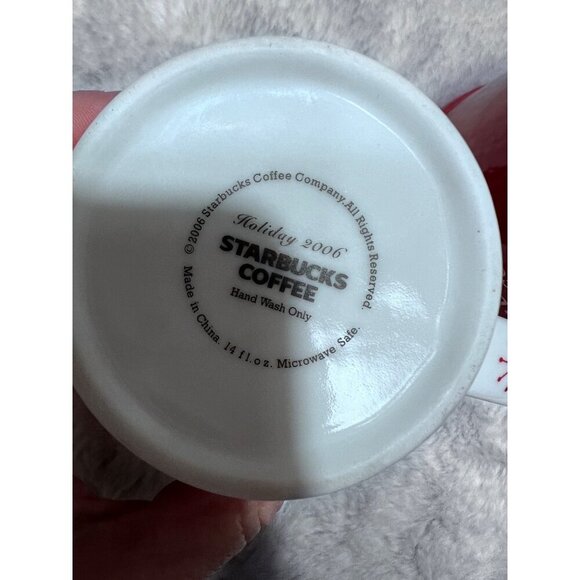 ©2006 Starbucks Coffee Company.All Rights Reserved.
Holiday 2006
STARBUCKS
COFFEE
Hand Wash Only
Made in China. 14 fl.oz. Microwave Safe.